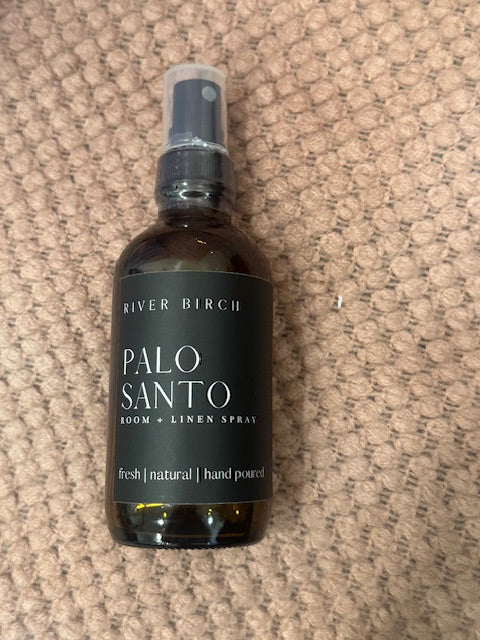 RIVER BIRCH
PALO
SANTO
ROOM + LINEN SPRAY
fresh | natural | hand poured